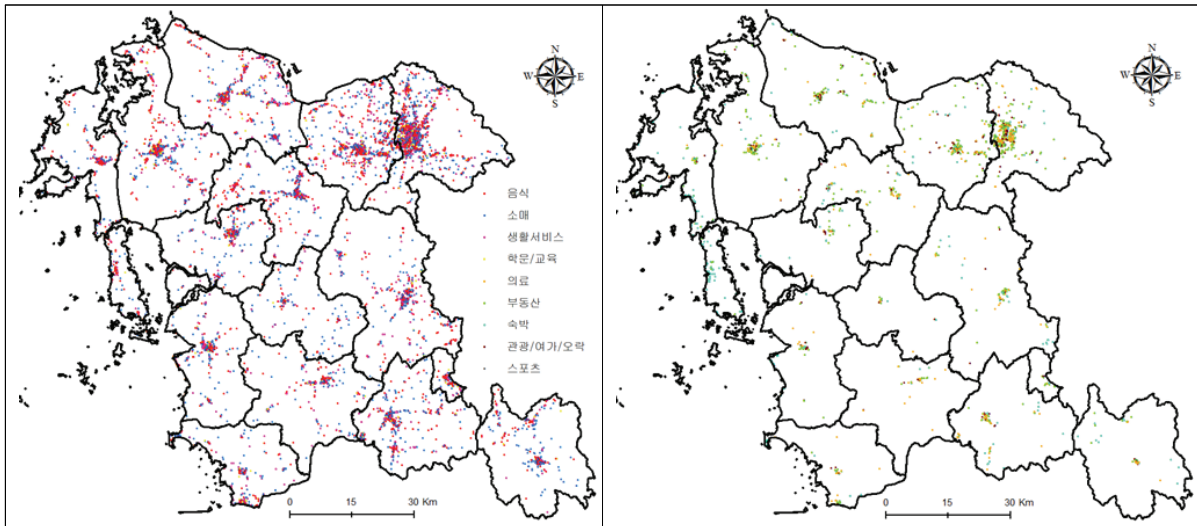 N
W E
S
음식
소매
생활서비스
학문/교육
의료
부동산
숙박
관광/여가/오락
스포츠
0 15 30 Km
N
W E
S
0 15 30 Km